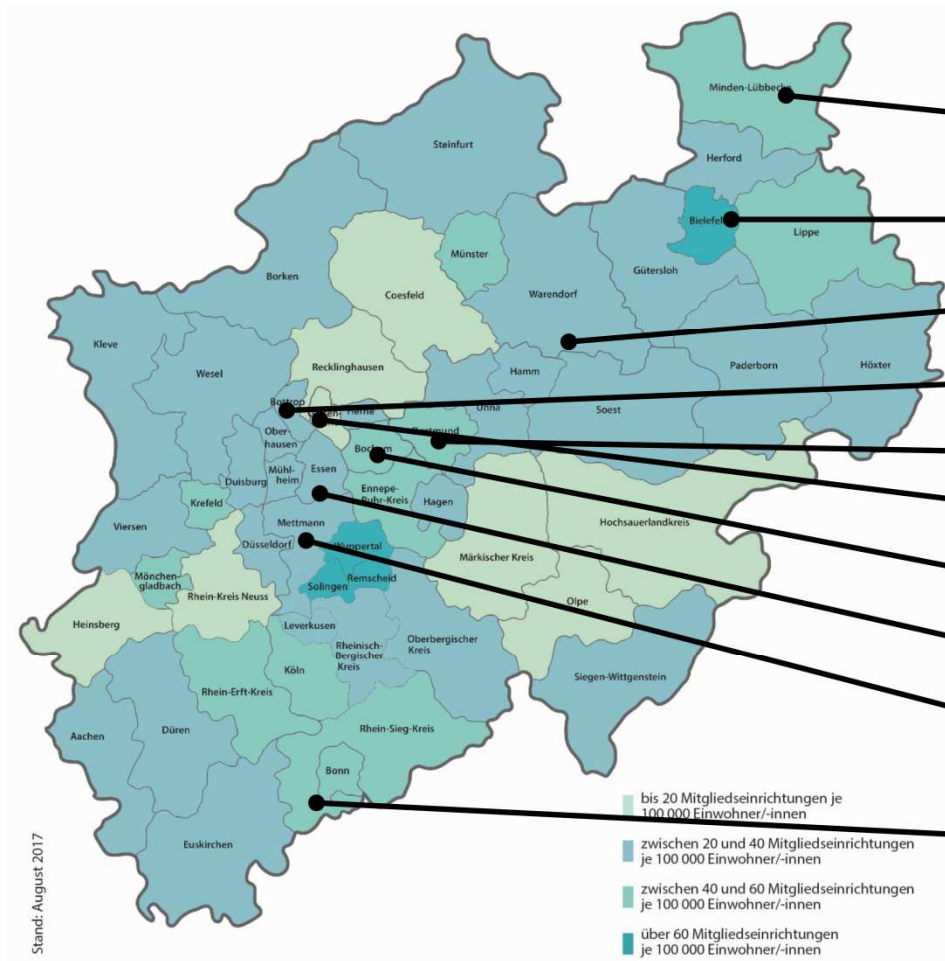 Minden-Lübbecke
Steinfurt
Herford
Bielefel
Lippe
Münster
Borken
Gütersloh
Warendorf
Coesfeld
Kleve
Paderborn
Höxter
Wesel
Recklinghausen
Hamm
Bottrop
Herne
Unna
Soest
Dortmund
Ober
hausen
Bochum
Essen
Mühl-
heim
Duisburg
Ennepe-
Ruhr-Kreis
Hagen
Krefeld
Viersen
Mettmann
Hochsauerlandkreis
Düsseldorf
Wuppertal
Märkischer Kreis
Mönchen-
gladbach
Remscheid
Solingen
Rhein-Kreis Neuss
Olpe
Heinsberg
Leverkusen
Oberbergischer
Kreis
Rheinisch-
Bergischer
Kreis
Köln
Siegen-Wittgenstein
Rhein-Erft-Kreis
Rhein-Sieg-Kreis
Aachen
Düren
Bonn
Euskirchen
bis 20 Mitgliedseinrichtungen je
100 000 Einwohner/-innen
zwischen 20 und 40 Mitgliedseinrichtungen
je 100 000 Einwohner/-innen
zwischen 40 und 60 Mitgliedseinrichtungen
je 100 000 Einwohner/-innen
über 60 Mitgliedseinrichtungen
je 100 000 Einwohner/-innen
Stand: August 2017